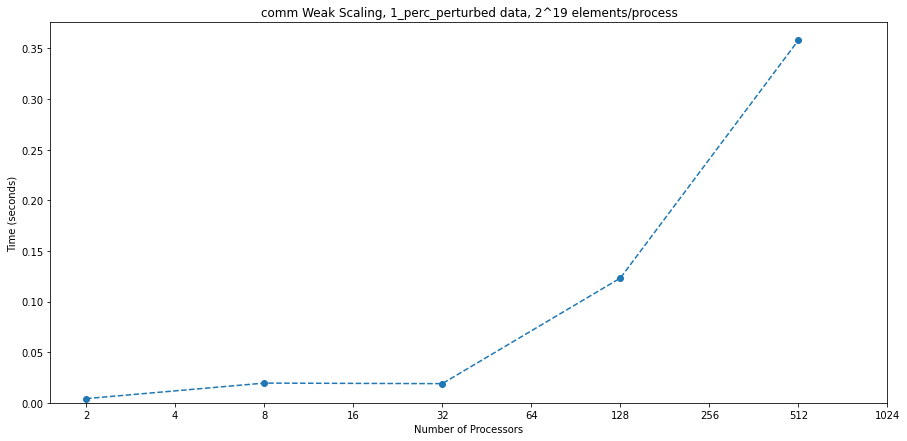 comm Weak Scaling, 1_perc_perturbed data, 2^19 elements/process
0.35
0.30
0.25
0.20
0.15
0.10
0.05
0.00
Time (seconds)
2 4 8 16 32 64 128 256 512 1024
Number of Processors